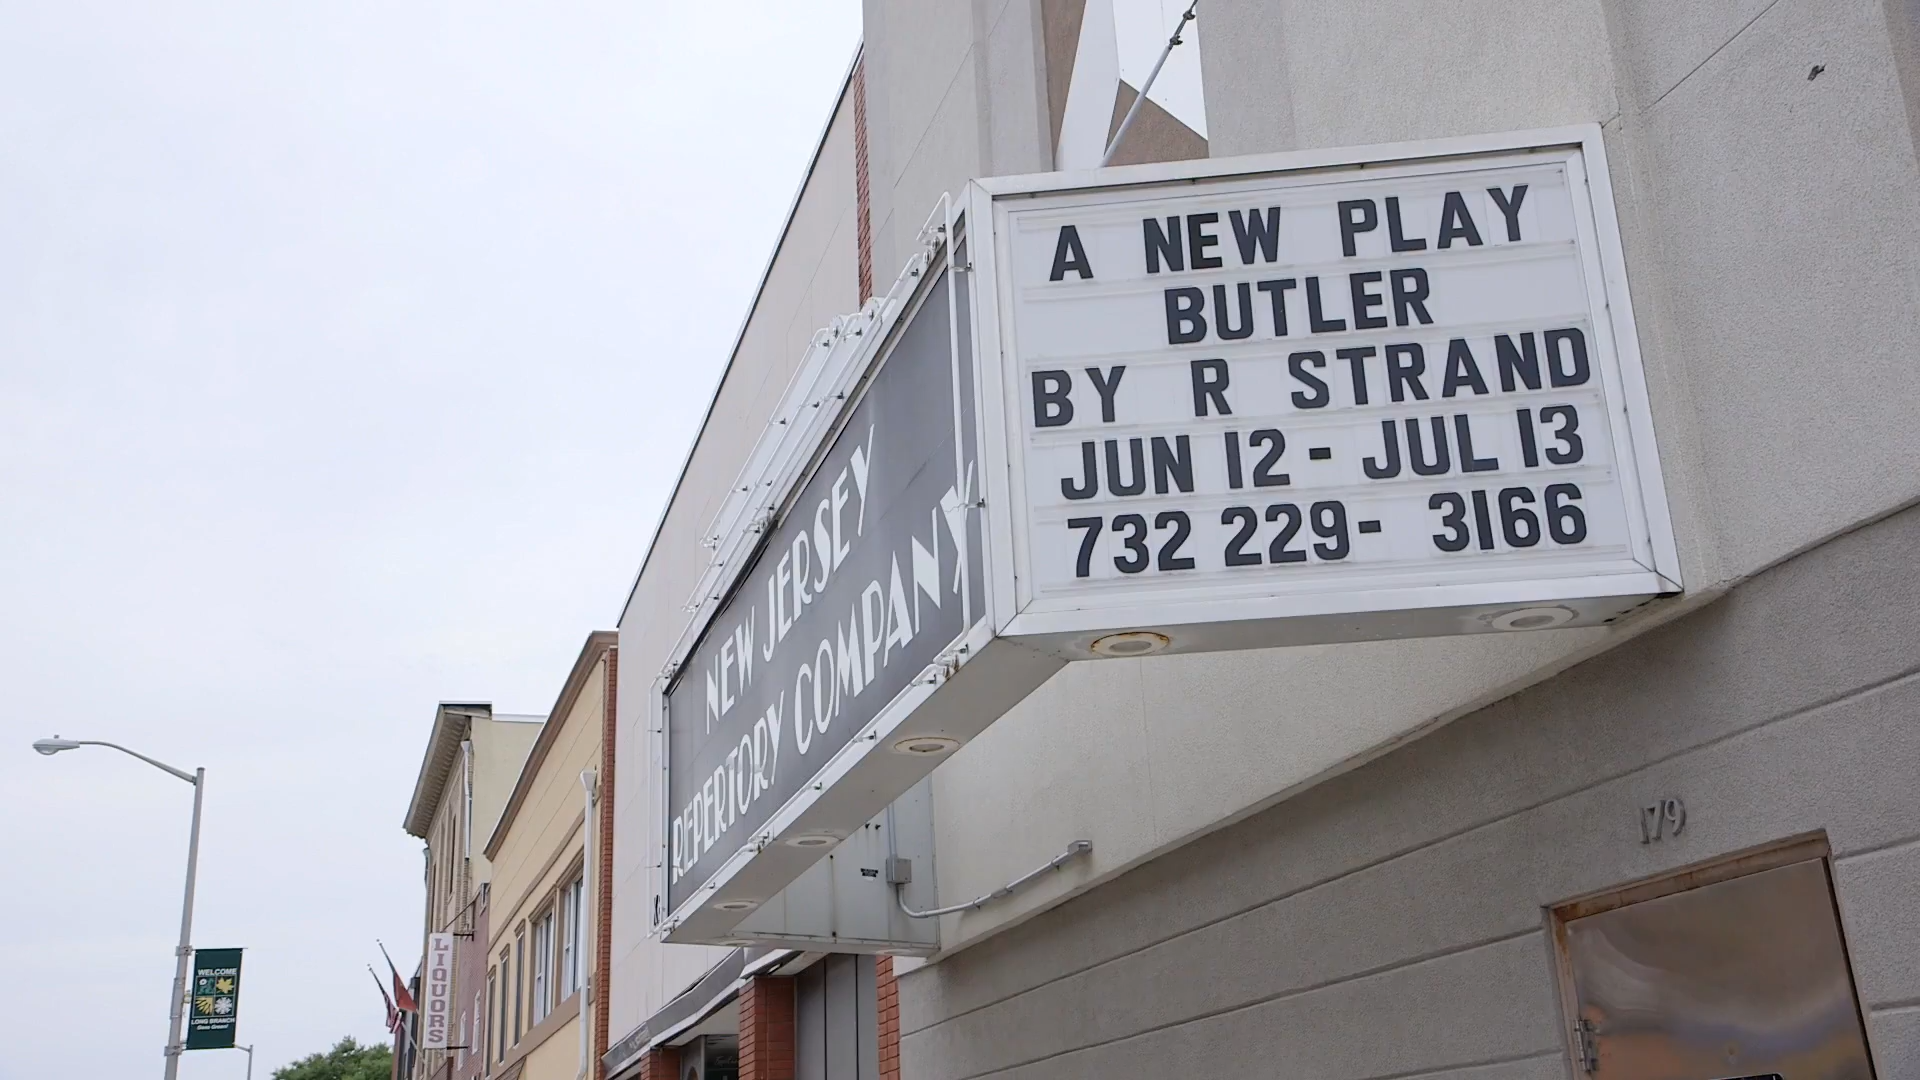 A NEW PLAY
BUTLER
BY R STRAND
JUN 12 - JUL 13
732 229- 3166
NEW JERSEY
REPERTORY COMPANY
179
LIQUORS
WELCOME
LONG BRANCH